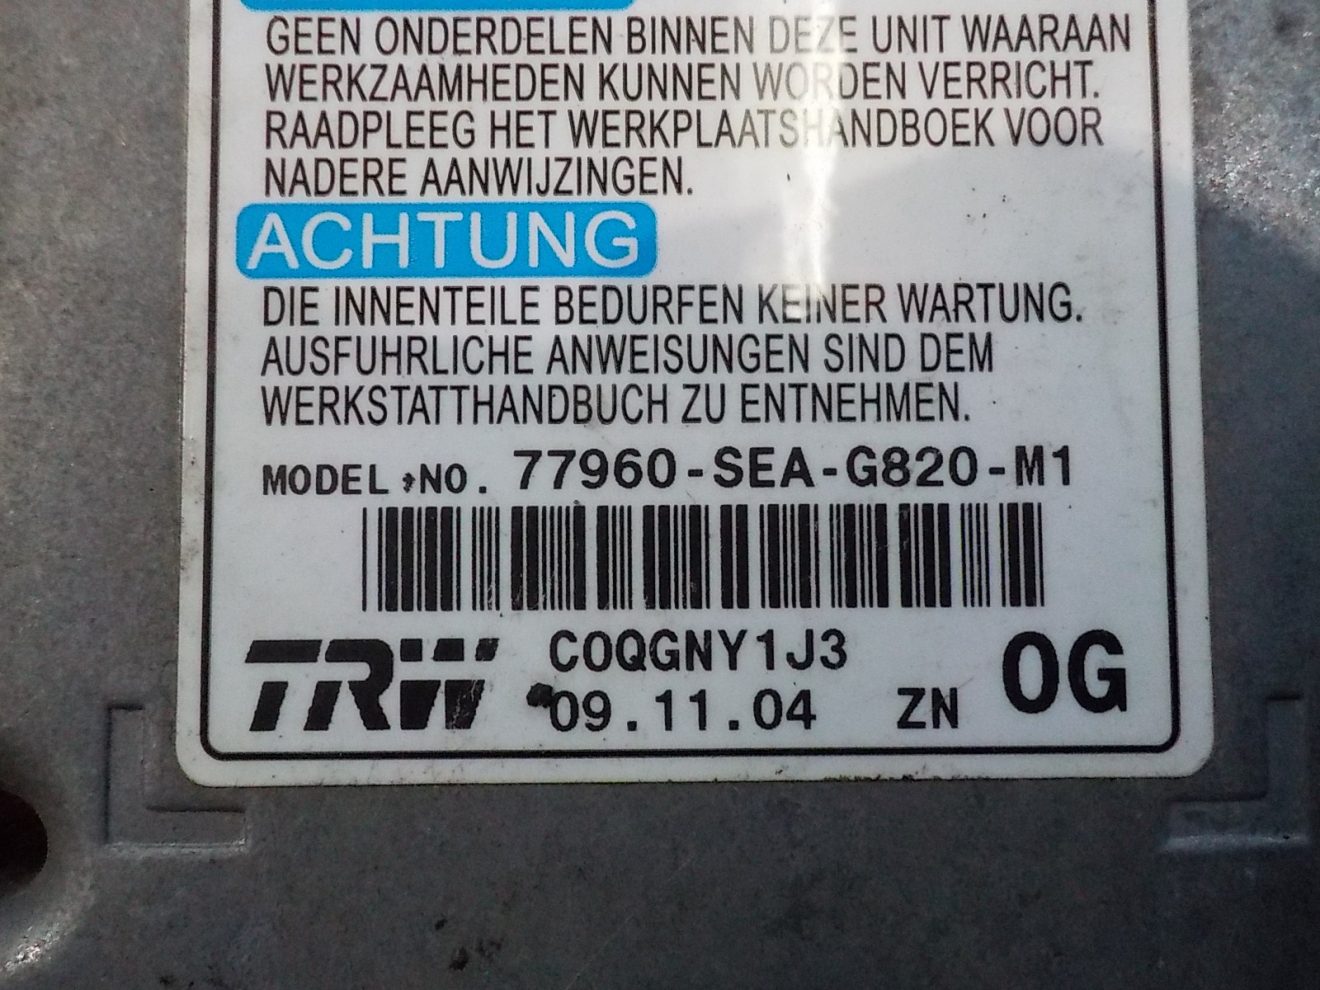 GEEN ONDERDELEN BINNEN DEZE UNIT WAARAAN
WERKZAAMHEDEN KUNNEN WORDEN VERRICHT.
RAADPLEEG HET WERKPLAATSHANDBOEK VOOR
NADERE AANWIJZINGEN.
ACHTUNG
DIE INNENTEILE BEDURFEN KEINER WARTUNG.
AUSFUHRLICHE ANWEISUNGEN SIND DEM
WERKSTATTHANDBUCH ZU ENTNEHMEN.
MODEL NO. 77960-SEA-G820-M1
TRW C0QGNY1J3 0G
09.11.04 ZN